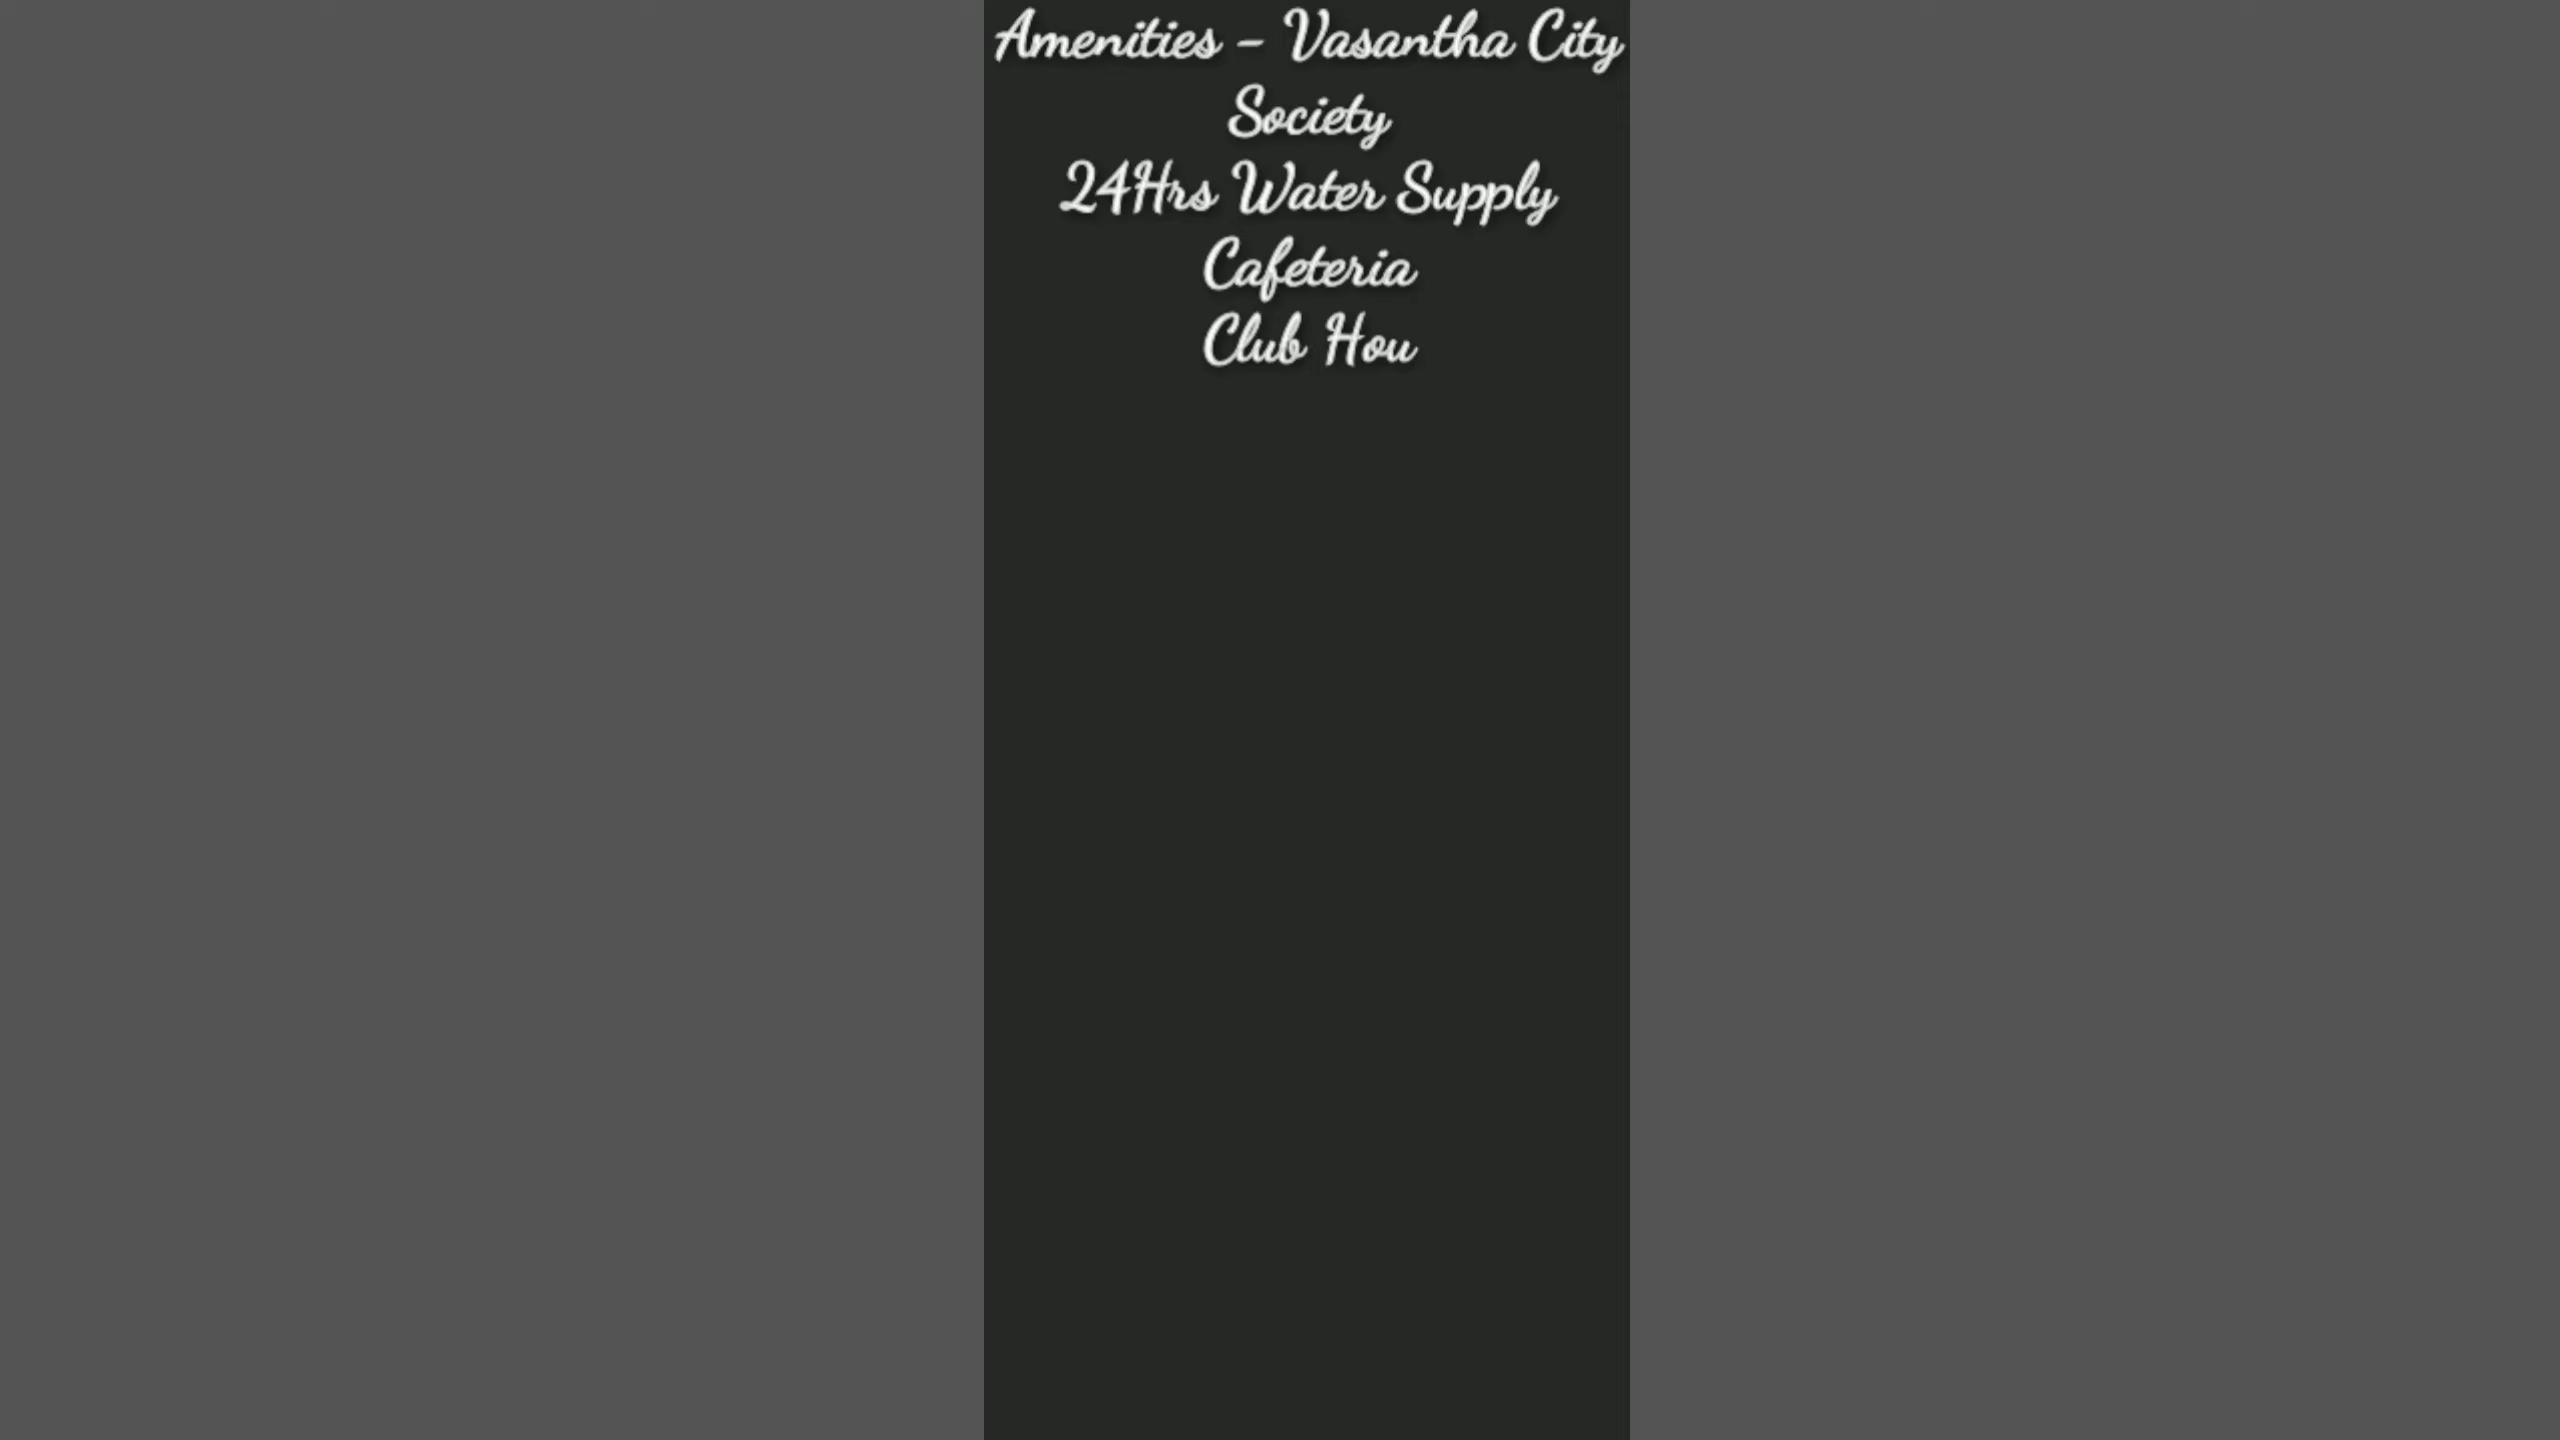 Amenities - Vasantha City
Society
24Hrs Water Supply
Cafeteria
Club Hou